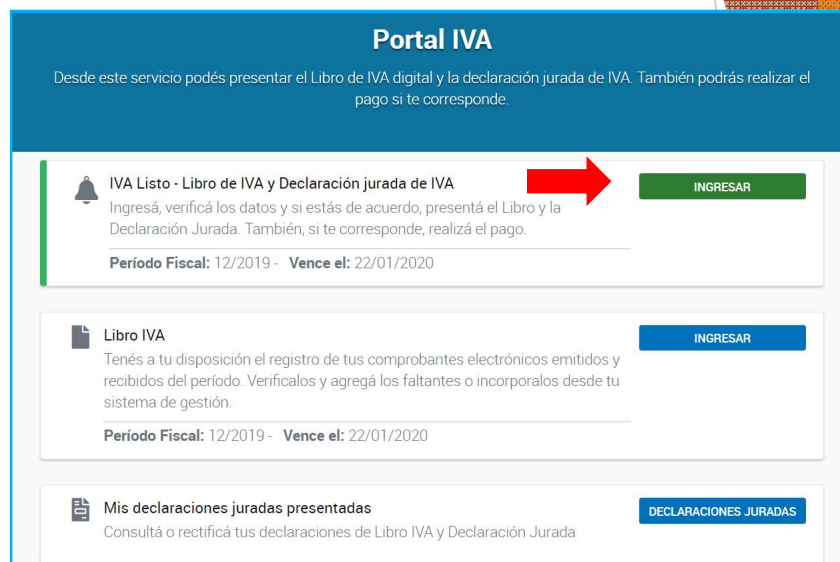 Portal IVA
Desde este servicio podés presentar el Libro de IVA digital y la declaración jurada de IVA. También podrás realizar el
pago si te corresponde.
IVA Listo - Libro de IVA y Declaración jurada de IVA
INGRESAR
Ingresá, verificá los datos y si estás de acuerdo, presentá el Libro y la
Declaración Jurada. También, si te corresponde, realizá el pago.
Período Fiscal: 12/2019 - Vence el: 22/01/2020
Libro IVA
INGRESAR
Tenés a tu disposición el registro de tus comprobantes electrónicos emitidos y
recibidos del período. Verificalos y agregá los faltantes o incorporalos desde tu
sistema de gestión.
Período Fiscal: 12/2019 - Vence el: 22/01/2020
Mis declaraciones juradas presentadas
DECLARACIONES JURADAS
Consultá o rectificá tus declaraciones de Libro IVA y Declaración Jurada